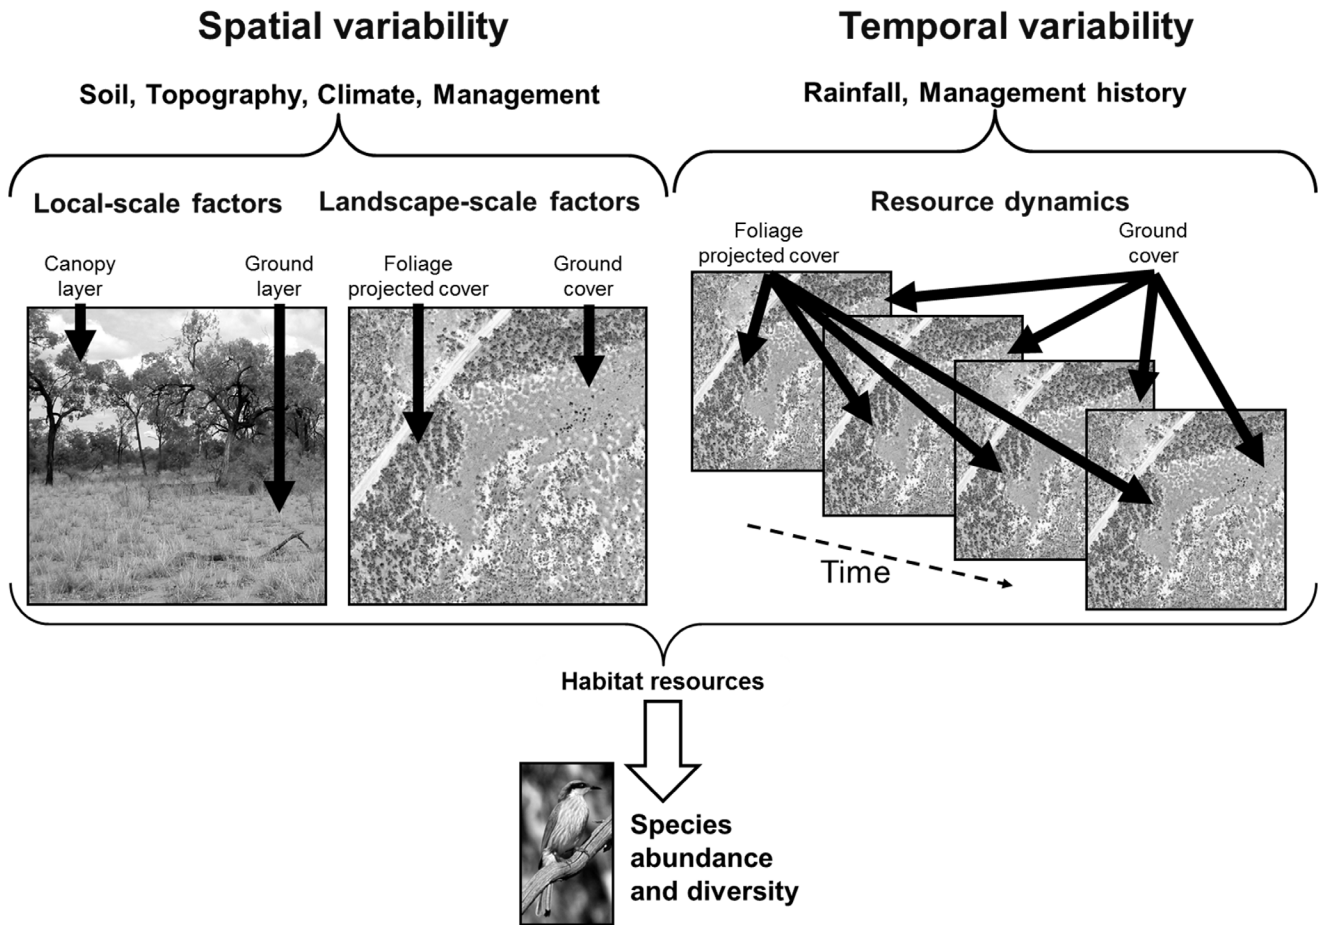 Spatial variability
Temporal variability
Soil, Topography, Climate, Management
Rainfall, Management history
Local-scale factors
Landscape-scale factors
Resource dynamics
Canopy
layer
Ground
layer
Foliage
projected cover
Ground
cover
Foliage
projected cover
Ground
cover
Time
Habitat resources
Species
abundance
and diversity